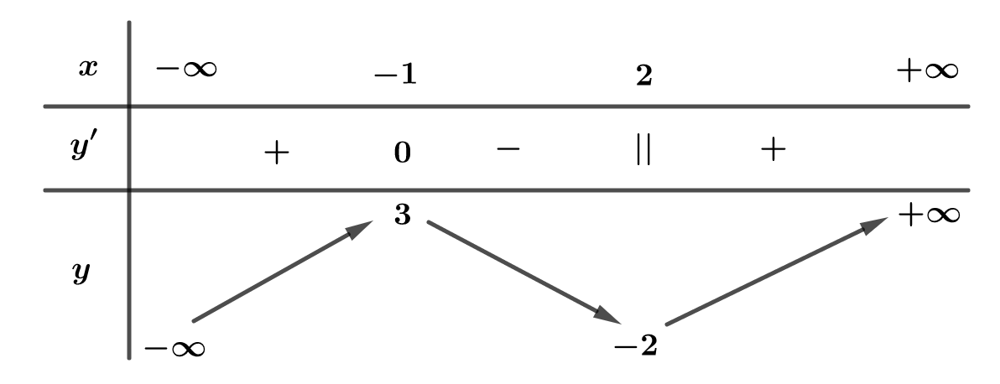 x −∞ −1 2 +∞
y′ + 0 − || +
3 +∞
y
−∞ −2